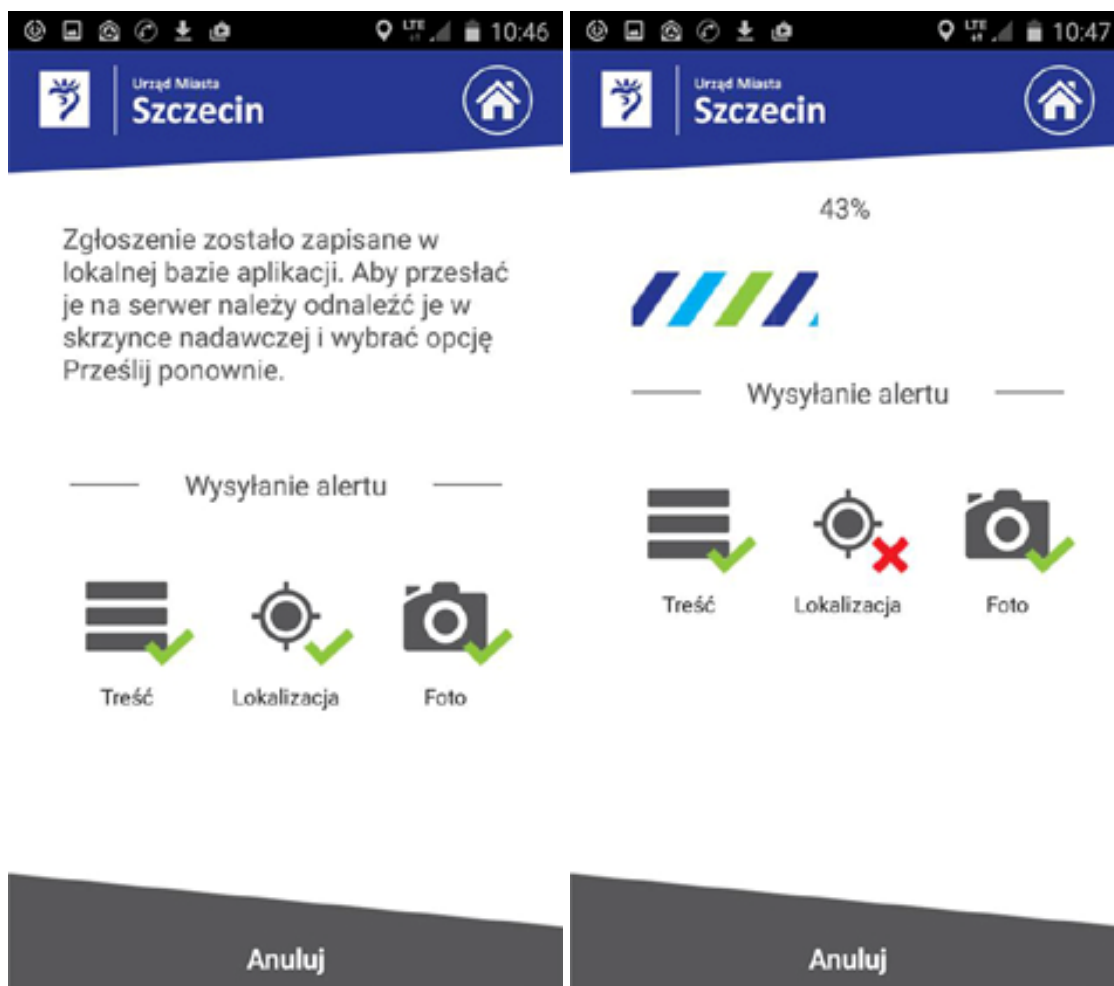 LTE 10:46
Urząd Miasta
Szczecin
Zgłoszenie zostało zapisane w
lokalnej bazie aplikacji. Aby przesłać
je na serwer należy odnaleźć je w
skrzynce nadawczej i wybrać opcję
Prześlij ponownie.
Wysyłanie alertu
Treść Lokalizacja Foto
Anuluj
LTE 10:47
Urząd Miasta
Szczecin
43%
Wysyłanie alertu
Treść Lokalizacja Foto
Anuluj